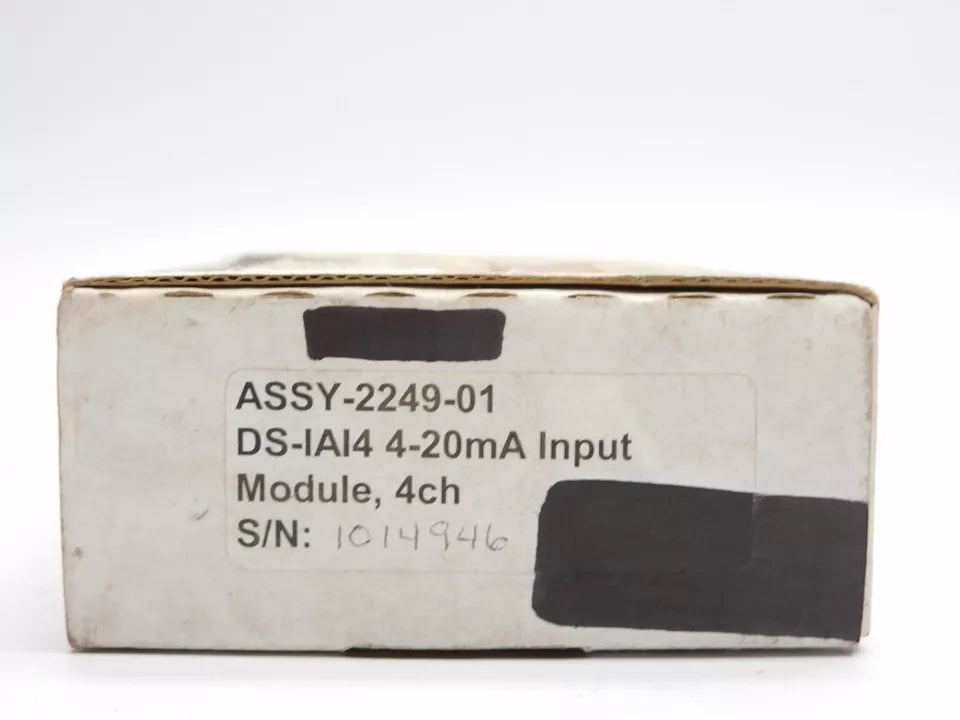 ASSY-2249-01
DS-IAI4 4-20mA Input
Module, 4ch
S/N: 1014946